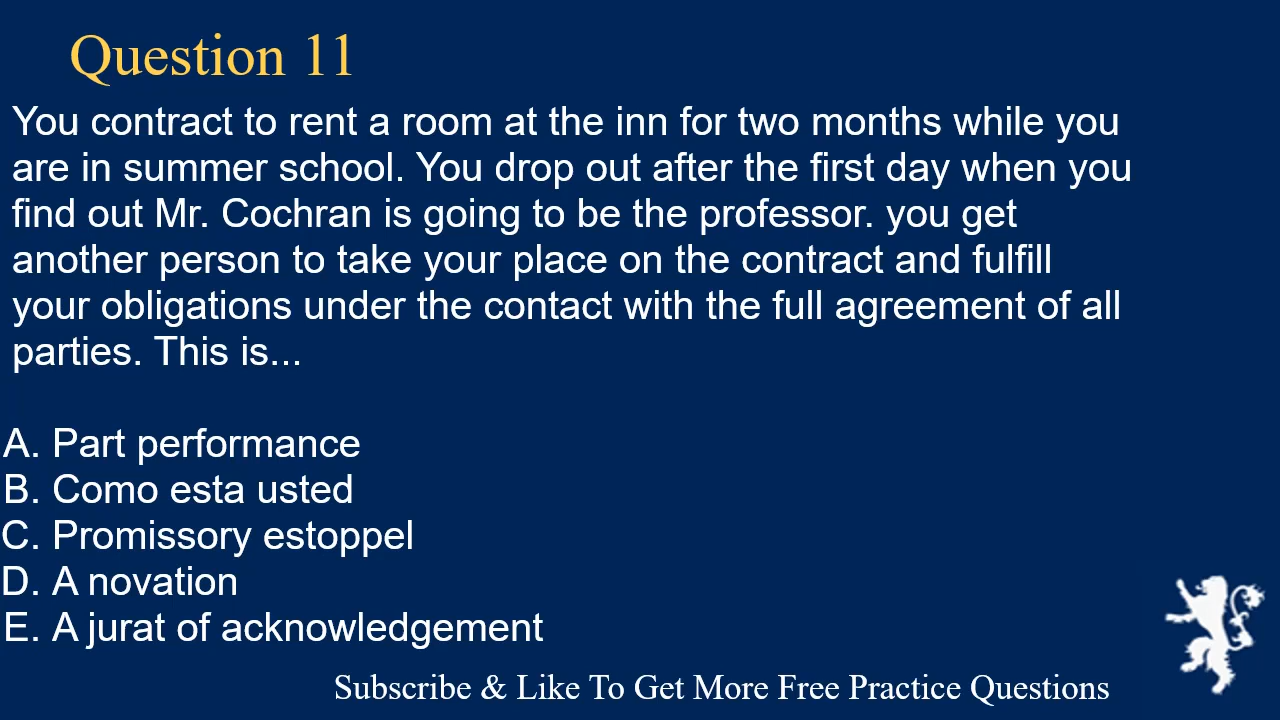 Question 11
You contract to rent a room at the inn for two months while you
are in summer school. You drop out after the first day when you
find out Mr. Cochran is going to be the professor. you get
another person to take your place on the contract and fulfill
your obligations under the contact with the full agreement of all
parties. This is...
A. Part performance
B. Como esta usted
C. Promissory estoppel
D. A novation
E. A jurat of acknowledgement
Subscribe & Like To Get More Free Practice Questions